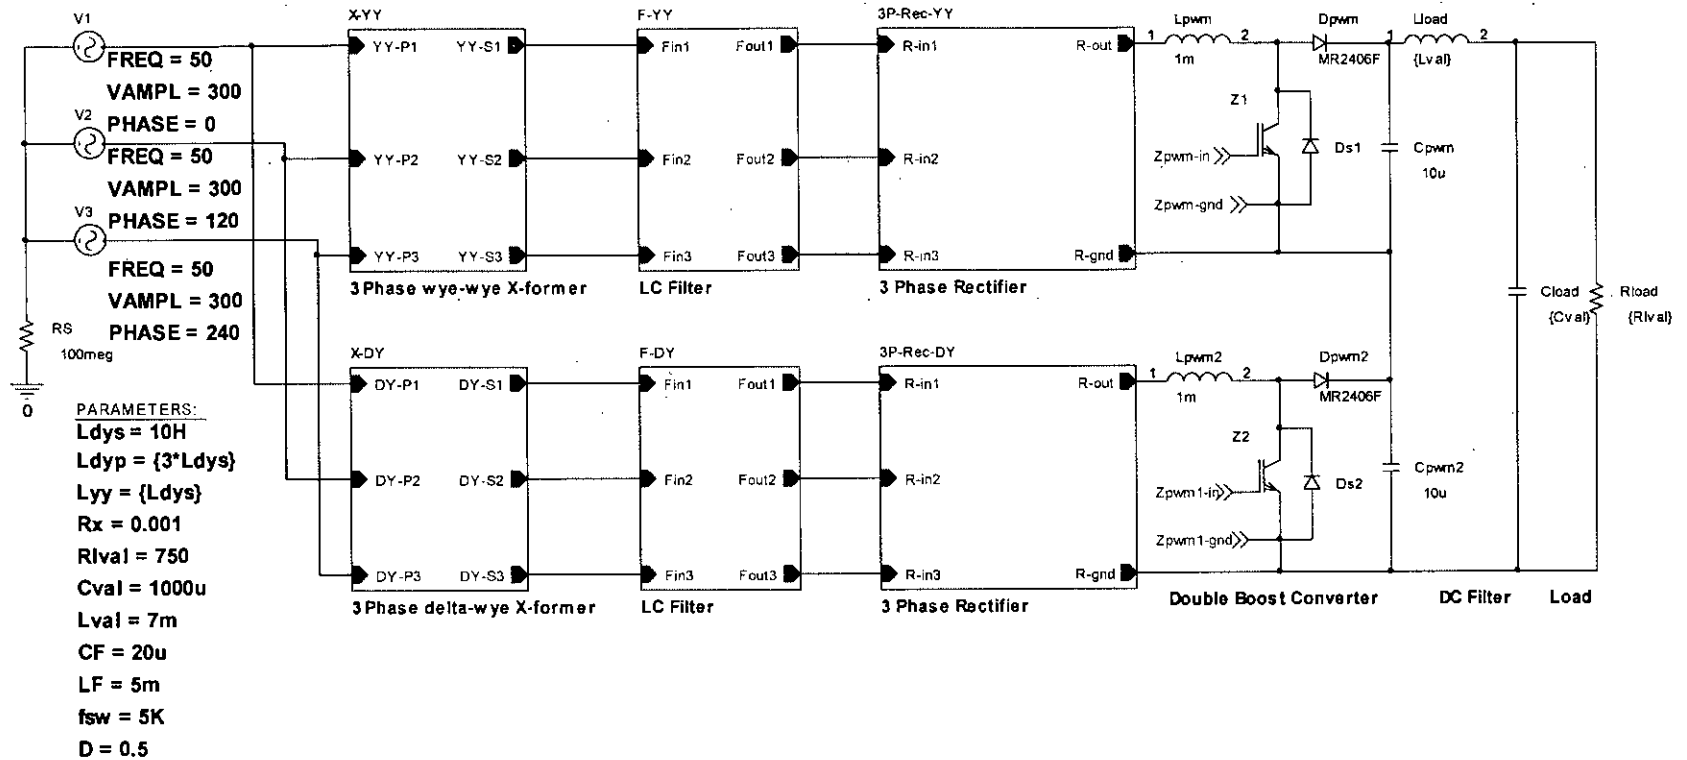 V1
FREQ = 50
VAMPL = 300
PHASE = 0
V2
FREQ = 50
VAMPL = 300
PHASE = 120
V3
FREQ = 50
VAMPL = 300
PHASE = 240
RS
100meg
0
X-YY
YY-P1 YY-S1
YY-P2 YY-S2
YY-P3 YY-S3
3 Phase wye-wye X-former
F-YY
Fin1 Fout1
Fin2 Fout2
Fin3 Fout3
LC Filter
3P-Rec-YY
R-in1 R-out
R-in2
R-in3 R-gnd
3 Phase Rectifier
Lpwm
1 2
1m
Dpwm
MR2406F
Lload
1 2
{Lval}
Z1
Zpwm-in
Zpwm-gnd
Ds1
Cpwm
10u
Cload
{Cval}
Rload
{Rlval}
X-DY
DY-P1 DY-S1
DY-P2 DY-S2
DY-P3 DY-S3
3 Phase delta-wye X-former
F-DY
Fin1 Fout1
Fin2 Fout2
Fin3 Fout3
LC Filter
3P-Rec-DY
R-in1 R-out
R-in2
R-in3 R-gnd
3 Phase Rectifier
Lpwm2
1 2
1m
Dpwm2
MR2406F
Z2
Zpwm1-in
Zpwm1-gnd
Ds2
Cpwm2
10u
Double Boost Converter
DC Filter
Load
PARAMETERS:
Ldys = 10H
Ldyp = {3*Ldys}
Lyy = {Ldys}
Rx = 0.001
Rlval = 750
Cval = 1000u
Lval = 7m
CF = 20u
LF = 5m
fsw = 5K
D = 0.5